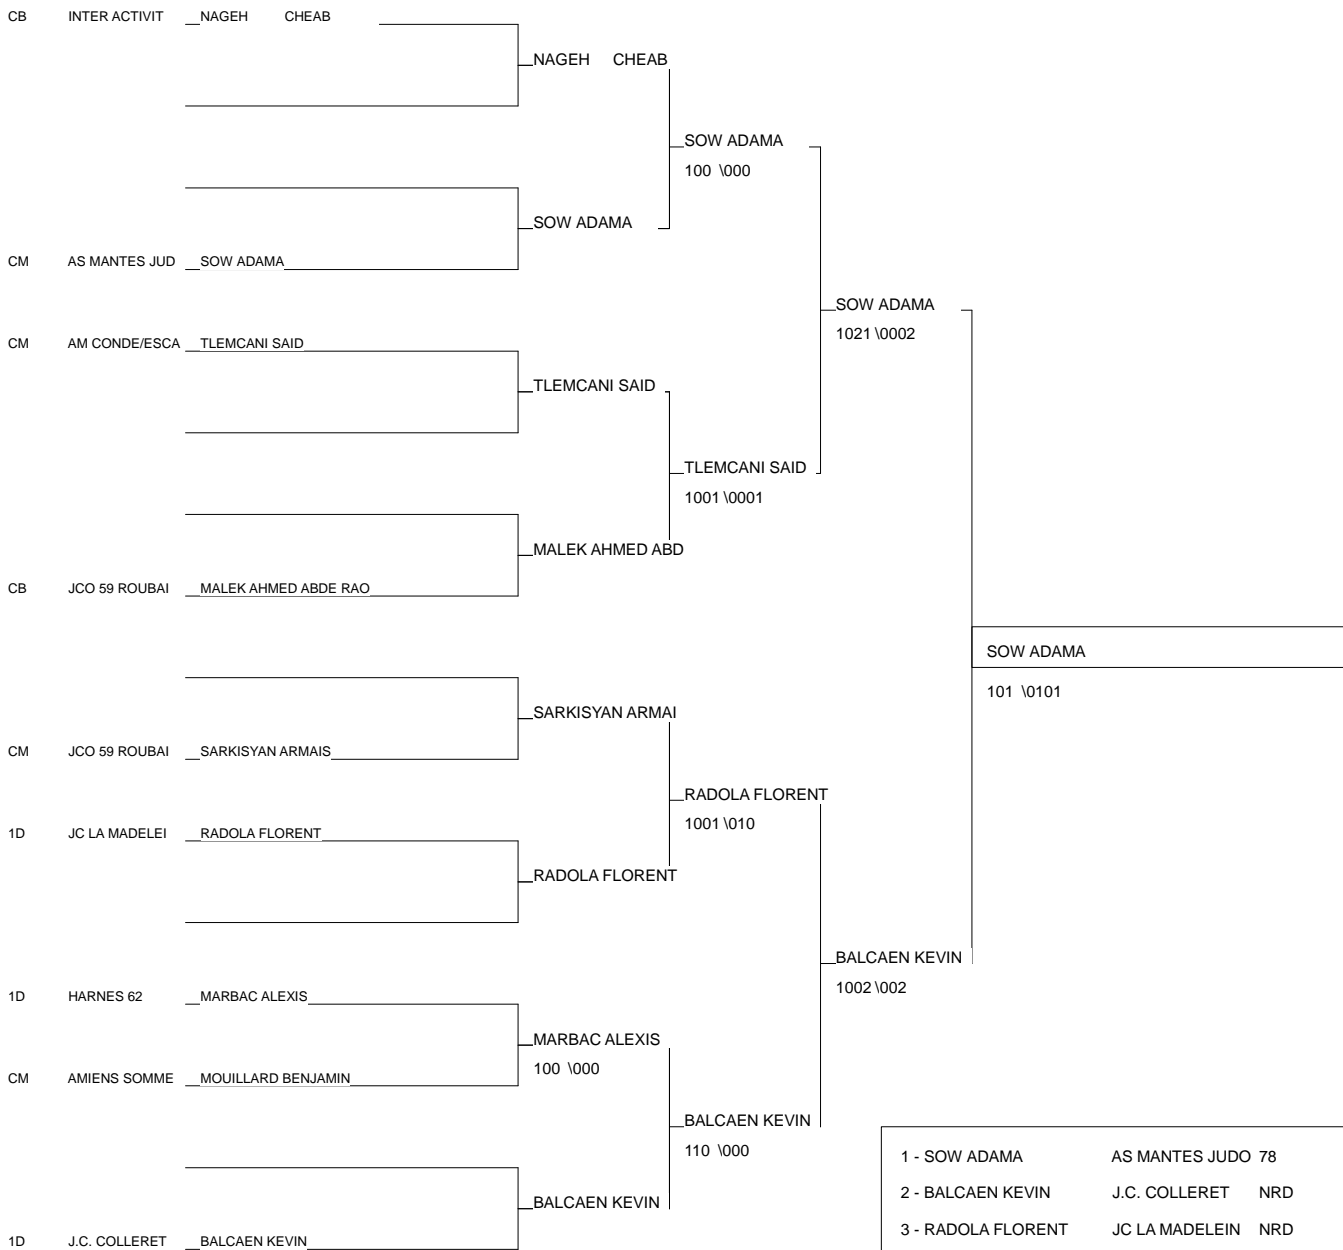 CB INTER ACTIVIT NAGEH CHEAB
NAGEH CHEAB
SOW ADAMA
100 \000
SOW ADAMA
CM AS MANTES JUD SOW ADAMA
SOW ADAMA
1021 \0002
CM AM CONDE/ESCA TLEMCANI SAID
TLEMCANI SAID
TLEMCANI SAID
1001 \0001
MALEK AHMED ABD
CB JCO 59 ROUBAI MALEK AHMED ABDE RAO
SOW ADAMA
101 \0101
SARKISYAN ARMAI
CM JCO 59 ROUBAI SARKISYAN ARMAIS
RADOLA FLORENT
1001 \010
1D JC LA MADELEI RADOLA FLORENT
RADOLA FLORENT
BALCAEN KEVIN
1002 \002
1D HARNES 62 MARBAC ALEXIS
MARBAC ALEXIS
100 \000
CM AMIENS SOMME MOUILLARD BENJAMIN
BALCAEN KEVIN
110 \000
BALCAEN KEVIN
1D J.C. COLLERET BALCAEN KEVIN
1 - SOW ADAMA AS MANTES JUDO 78
2 - BALCAEN KEVIN J.C. COLLERET NRD
3 - RADOLA FLORENT JC LA MADELEIN NRD